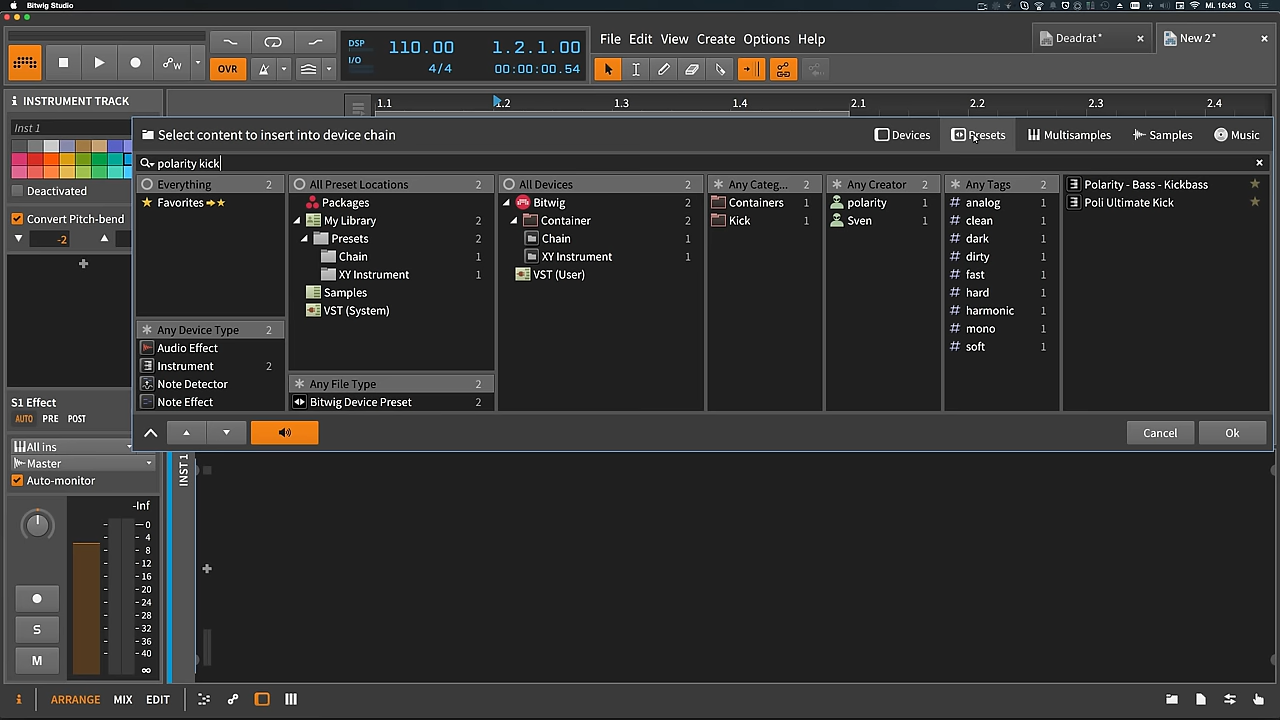 Bitwig Studio
Mi. 16:43
DSP
I/O
110.00
1.2.1.00
4/4
00:00:00.54
OVR
File Edit View Create Options Help
Deadrat*
New 2*
INSTRUMENT TRACK
1.1
1.2
1.3
1.4
2.1
2.2
2.3
2.4
Inst 1
Deactivated
Convert Pitch-bend
-2
S1 Effect
AUTO PRE POST
All ins
Master
Auto-monitor
-Inf
0
4
8
12
16
20
24
28
32
36
40
∞
S
M
INST 1
Select content to insert into device chain
Devices
Presets
Multisamples
Samples
Music
polarity kick
Everything 2
Favorites
Any Device Type 2
Audio Effect
Instrument 2
Note Detector
Note Effect
All Preset Locations 2
Packages
My Library 2
Presets 2
Chain 1
XY Instrument 1
Samples
VST (System)
Any File Type 2
Bitwig Device Preset 2
All Devices 2
Bitwig 2
Container 2
Chain 1
XY Instrument 1
VST (User)
Any Categ... 2
Containers 1
Kick 1
Any Creator 2
polarity 1
Sven 1
Any Tags 2
# analog 1
# clean 1
# dark 1
# dirty 1
# fast 1
# hard 1
# harmonic 1
# mono 1
# soft 1
Polarity - Bass - Kickbass
Poli Ultimate Kick
Cancel
Ok
ARRANGE MIX EDIT